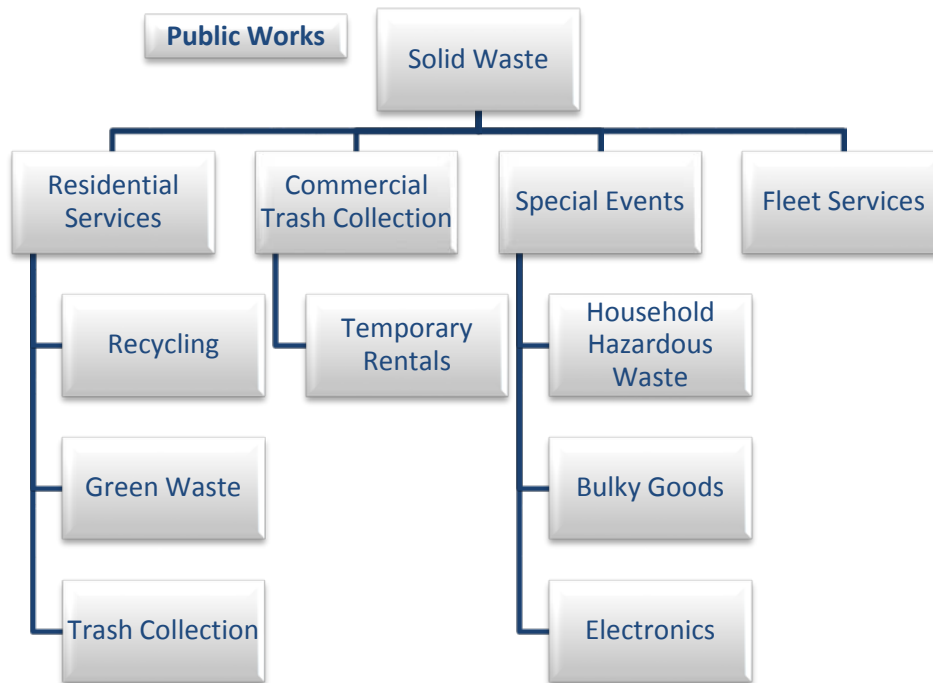 Public Works
Solid Waste
Residential
Services
Commercial
Trash Collection
Special Events
Fleet Services
Recycling
Temporary
Rentals
Household
Hazardous
Waste
Green Waste
Bulky Goods
Trash Collection
Electronics